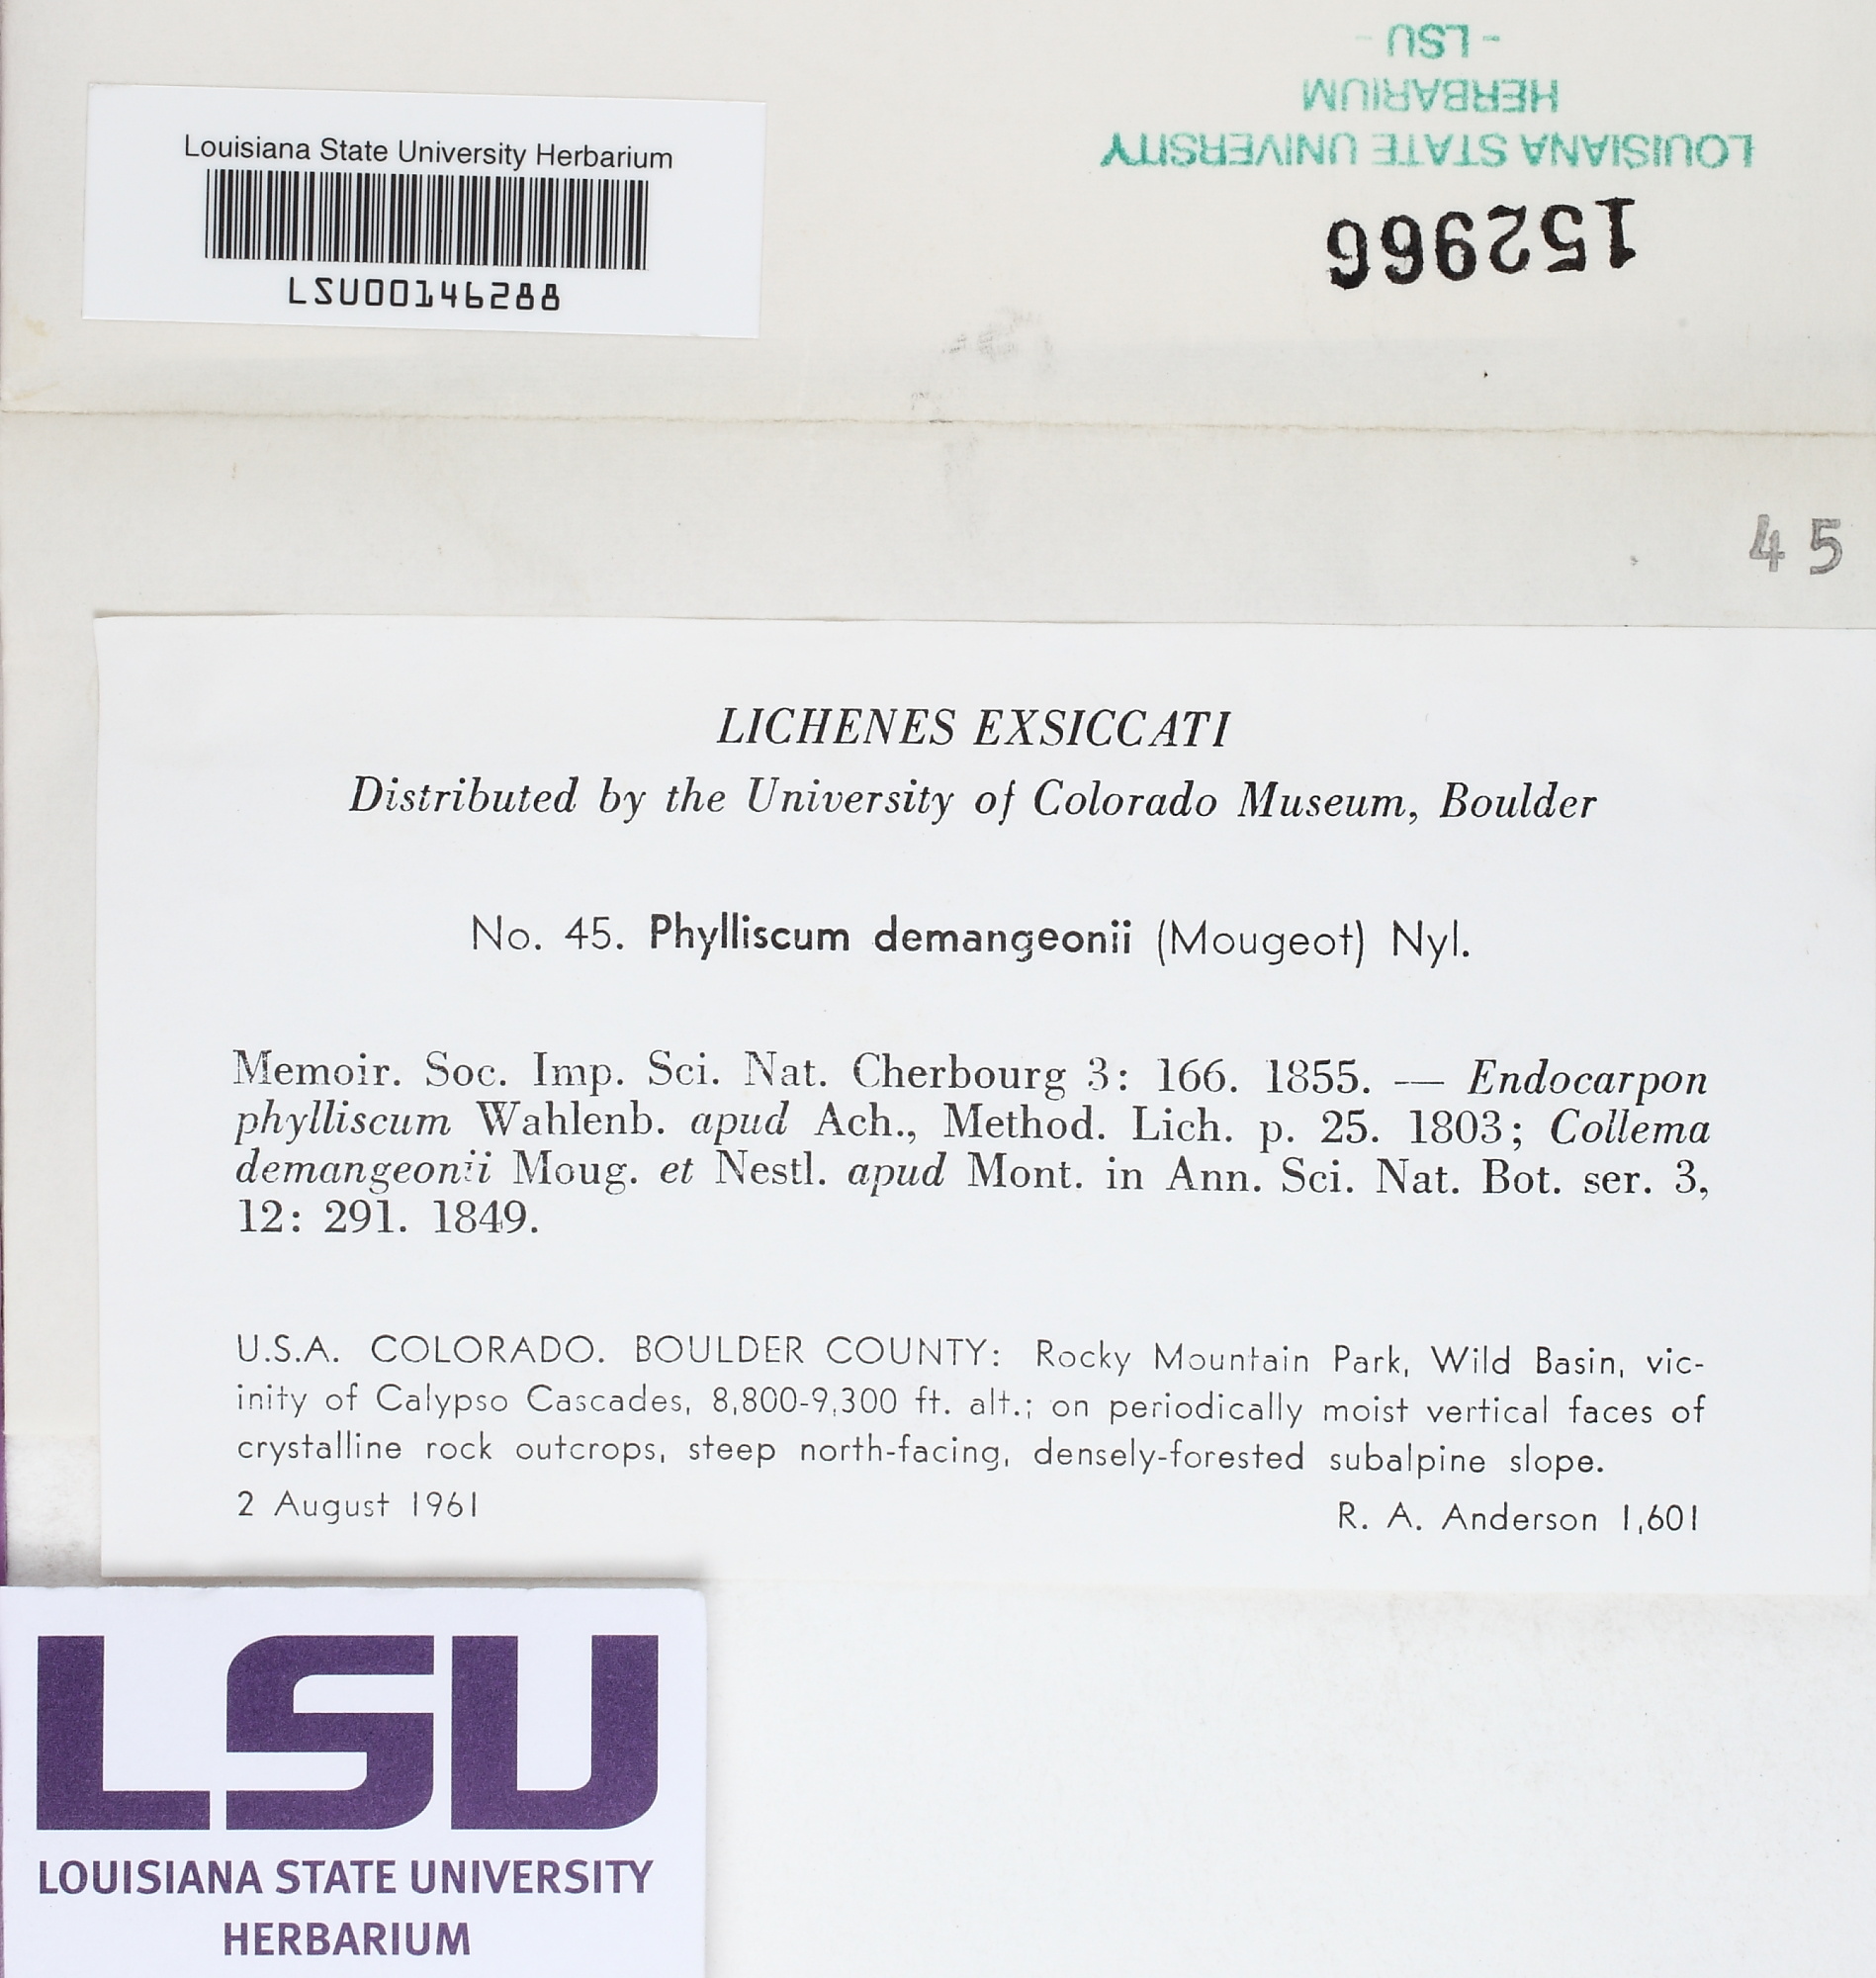 Louisiana State University Herbarium
LSU00146288
LOUISIANA STATE UNIVERSITY
HERBARIUM
- LSU -
152966
45
LICHENES EXSICCATI
Distributed by the University of Colorado Museum, Boulder
No. 45. Phylliscum demangeonii (Mougeot) Nyl.
Memoir. Soc. Imp. Sci. Nat. Cherbourg 3: 166. 1855. — Endocarpon
phylliscum Wahlenb. apud Ach., Method. Lich. p. 25. 1803; Collema
demangeonii Moug. et Nestl. apud Mont. in Ann. Sci. Nat. Bot. ser. 3,
12: 291. 1849.
U.S.A. COLORADO. BOULDER COUNTY: Rocky Mountain Park, Wild Basin, vic-
inity of Calypso Cascades, 8,800-9,300 ft. alt.; on periodically moist vertical faces of
crystalline rock outcrops, steep north-facing, densely-forested subalpine slope.
2 August 1961 R. A. Anderson 1,601
LSU
LOUISIANA STATE UNIVERSITY
HERBARIUM